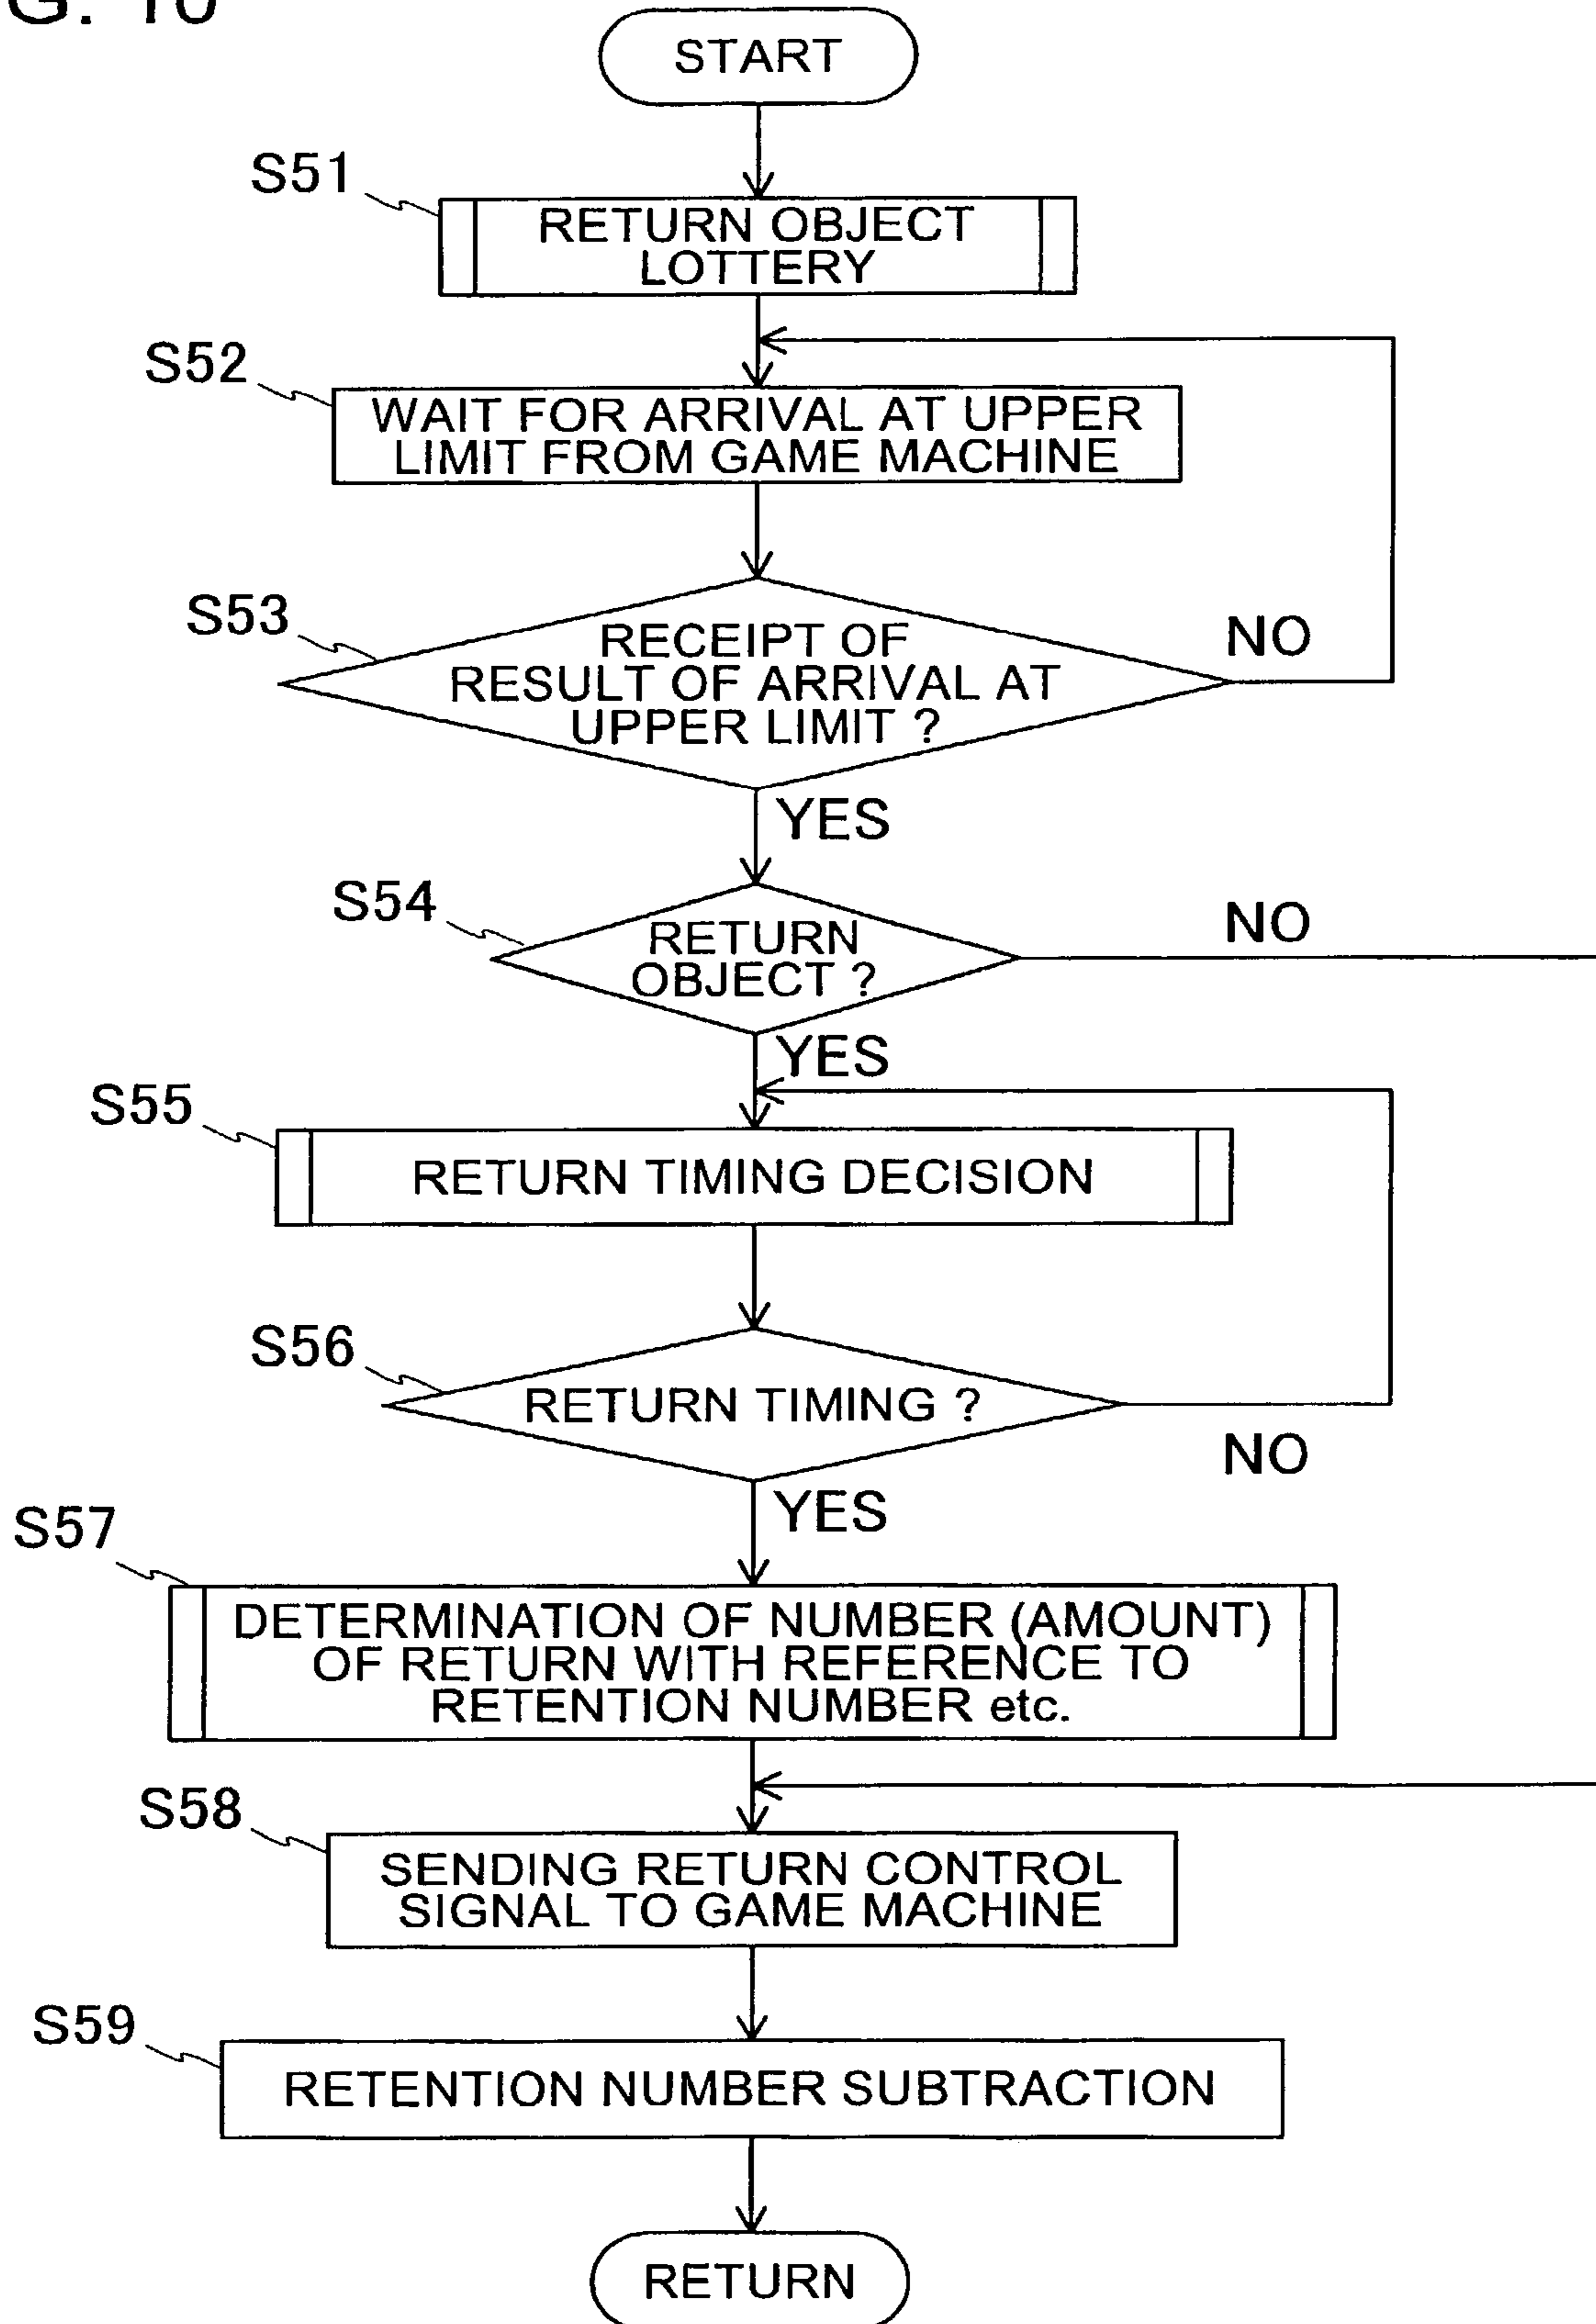 G. 10
START
S51
RETURN OBJECT
LOTTERY
S52
WAIT FOR ARRIVAL AT UPPER
LIMIT FROM GAME MACHINE
S53
RECEIPT OF
RESULT OF ARRIVAL AT
UPPER LIMIT ?
NO
YES
S54
RETURN
OBJECT ?
NO
YES
S55
RETURN TIMING DECISION
S56
RETURN TIMING ?
NO
YES
S57
DETERMINATION OF NUMBER (AMOUNT)
OF RETURN WITH REFERENCE TO
RETENTION NUMBER etc.
S58
SENDING RETURN CONTROL
SIGNAL TO GAME MACHINE
S59
RETENTION NUMBER SUBTRACTION
RETURN